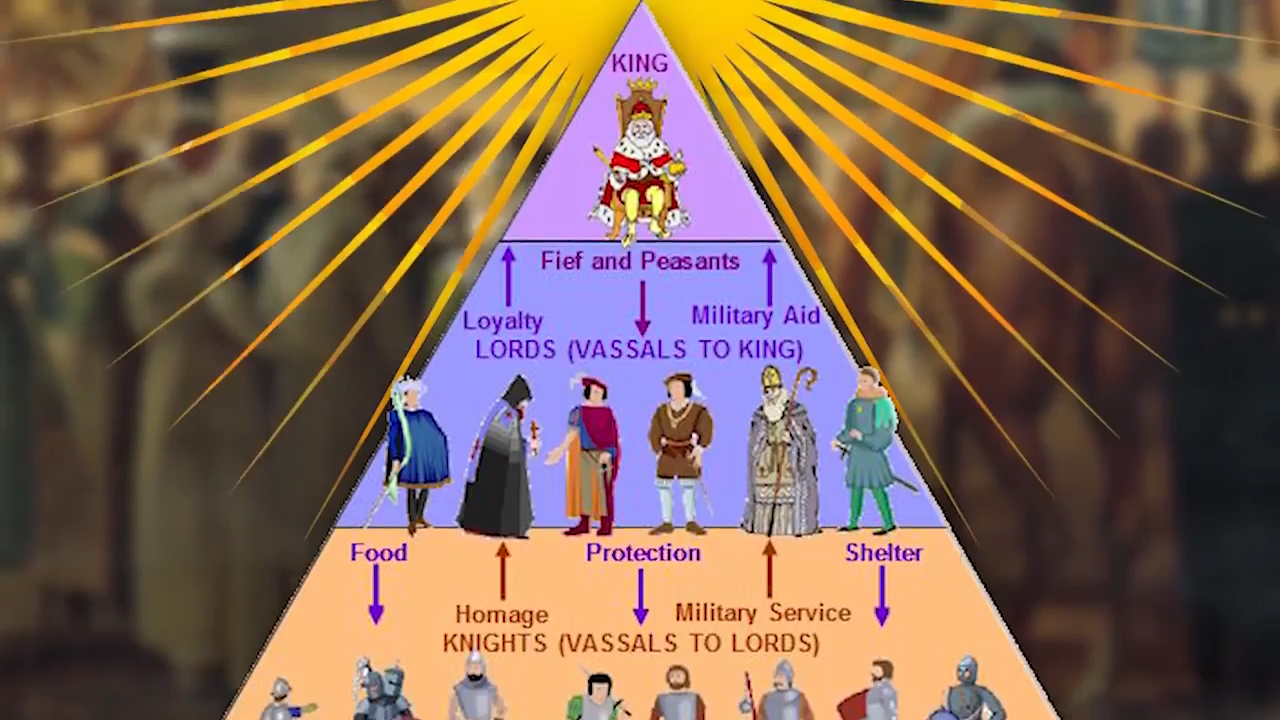 KING
Fief and Peasants
Loyalty
Military Aid
LORDS (VASSALS TO KING)
Food
Protection
Shelter
Homage
Military Service
KNIGHTS (VASSALS TO LORDS)